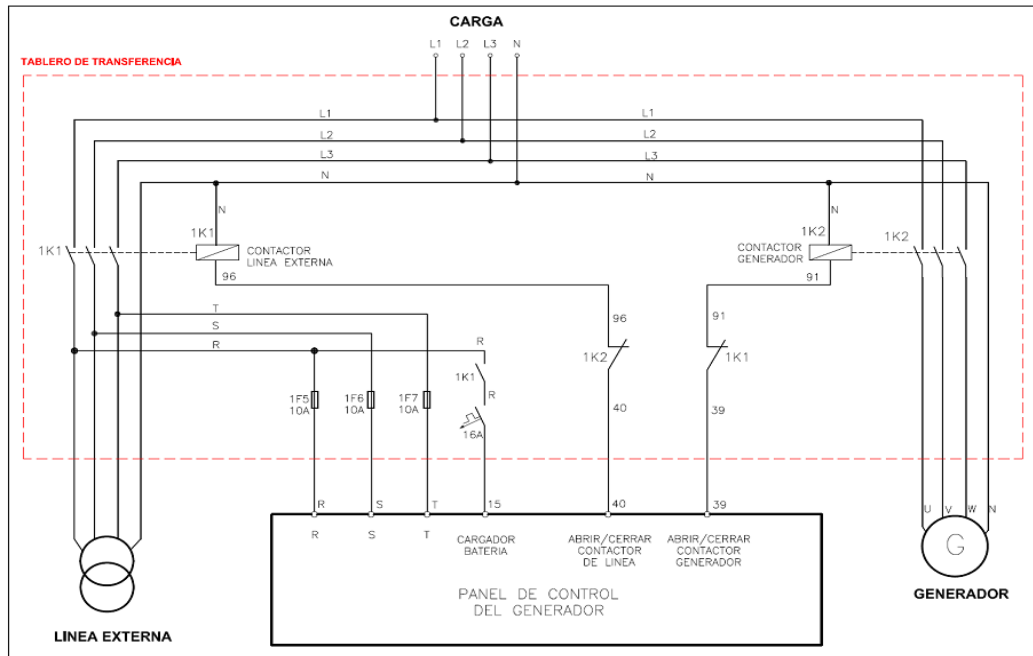 CARGA
L1 L2 L3 N
TABLERO DE TRANSFERENCIA
L1 L1
L2 L2
L3 L3
N N
N N
1K1 1K2
1K1 CONTACTOR LINEA EXTERNA CONTACTOR GENERADOR 1K2
96 91
T
S
R R
96 91
1K1 1K2 1K1
1F5 10A 1F6 10A 1F7 10A R
16A 40 39
R S T 15 40 39 U V W N
R S T CARGADOR BATERIA ABRIR/CERRAR CONTACTOR DE LINEA ABRIR/CERRAR CONTACTOR GENERADOR G
PANEL DE CONTROL
DEL GENERADOR
GENERADOR
LINEA EXTERNA